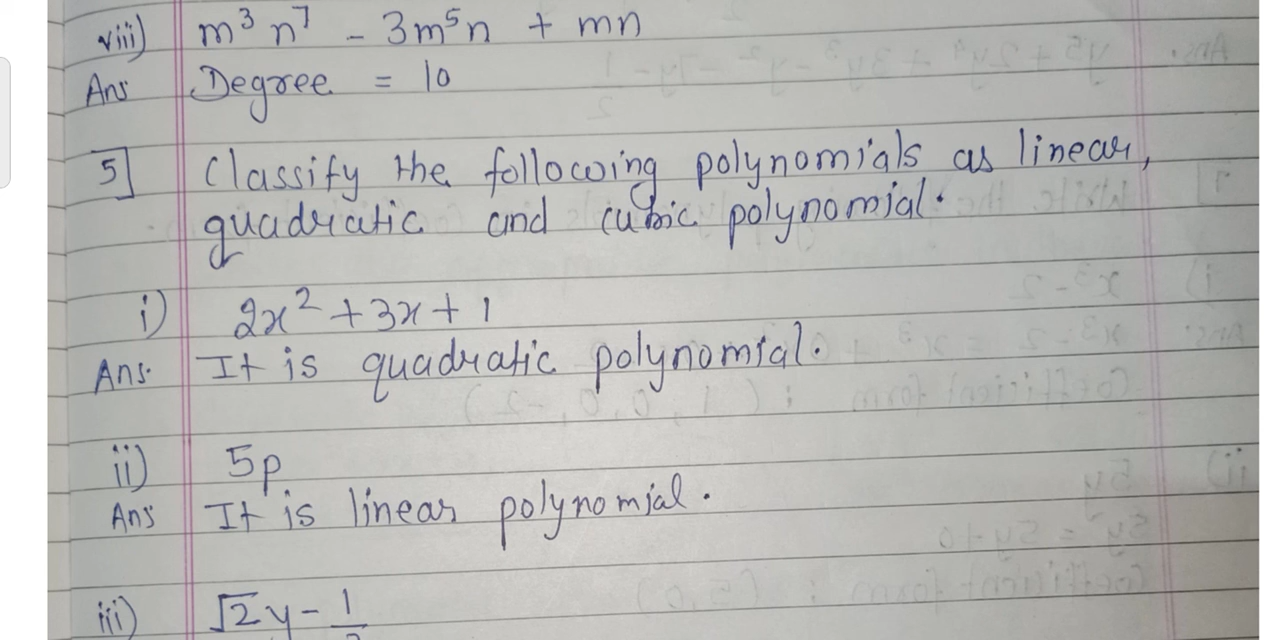 viii) m³n⁷ - 3m⁵n + mn
Ans Degree = 10
5] Classify the following polynomials as linear,
quadratic and cubic polynomial.
i) 2x² + 3x + 1
Ans. It is quadratic polynomial.
ii) 5p
Ans It is linear polynomial.
iii) √2y - 1